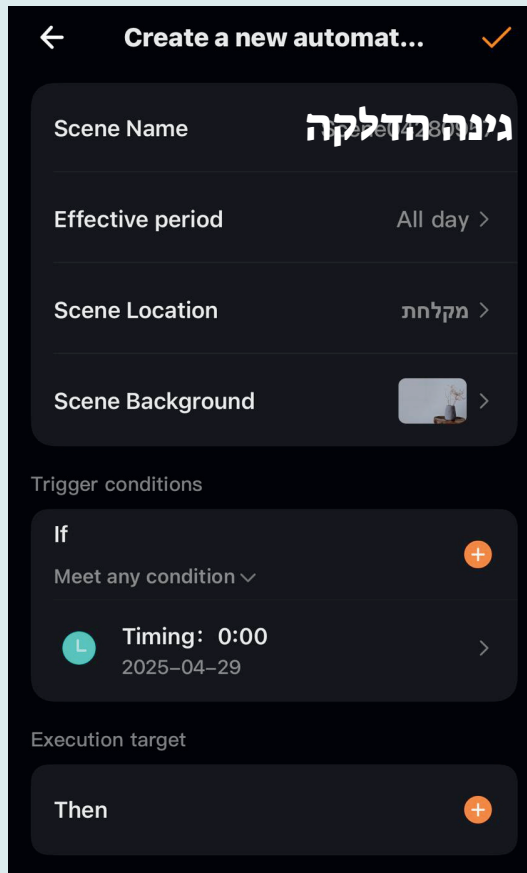 Create a new automat...
Scene Name
גינה הדלקה
Effective period
All day
Scene Location
מקלחת
Scene Background
Trigger conditions
If
Meet any condition
Timing: 0:00
2025-04-29
Execution target
Then